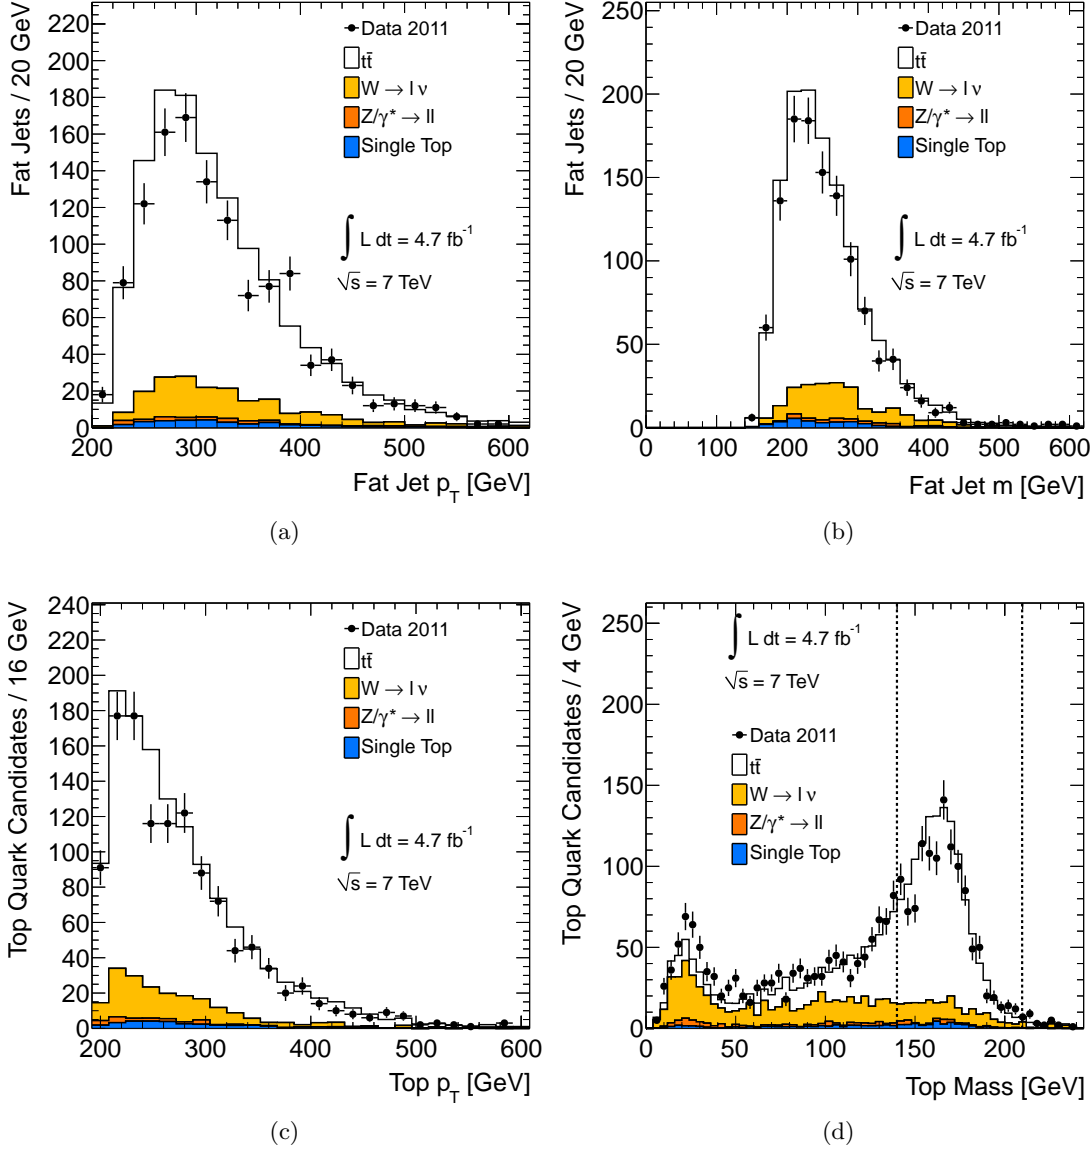 Fat Jets / 20 GeV
220
200
180
160
140
120
100
80
60
40
20
0
200 300 400 500 600
Fat Jet p_T [GeV]
Data 2011
tt̄
W → l ν
Z/γ* → ll
Single Top
∫ L dt = 4.7 fb⁻¹
√s = 7 TeV
(a)
Fat Jets / 20 GeV
250
200
150
100
50
0
0 100 200 300 400 500 600
Fat Jet m [GeV]
Data 2011
tt̄
W → l ν
Z/γ* → ll
Single Top
∫ L dt = 4.7 fb⁻¹
√s = 7 TeV
(b)
Top Quark Candidates / 16 GeV
240
220
200
180
160
140
120
100
80
60
40
20
0
200 300 400 500 600
Top p_T [GeV]
Data 2011
tt̄
W → l ν
Z/γ* → ll
Single Top
∫ L dt = 4.7 fb⁻¹
√s = 7 TeV
(c)
Top Quark Candidates / 4 GeV
250
200
150
100
50
0
0 50 100 150 200
Top Mass [GeV]
∫ L dt = 4.7 fb⁻¹
√s = 7 TeV
Data 2011
tt̄
W → l ν
Z/γ* → ll
Single Top
(d)